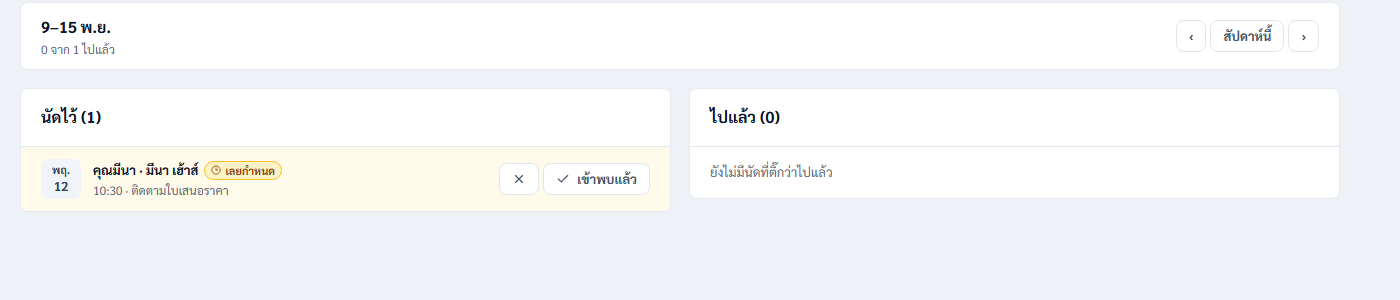 9–15 พ.ย.
0 จาก 1 ไปแล้ว
‹ สัปดาห์นี้ ›
นัดไว้ (1)
พฤ.
12
คุณมีนา · มีนา เฮ้าส์ เลยกำหนด
10:30 · ติดตามใบเสนอราคา
เข้าพบแล้ว
ไปแล้ว (0)
ยังไม่มีนัดที่ติ๊กว่าไปแล้ว